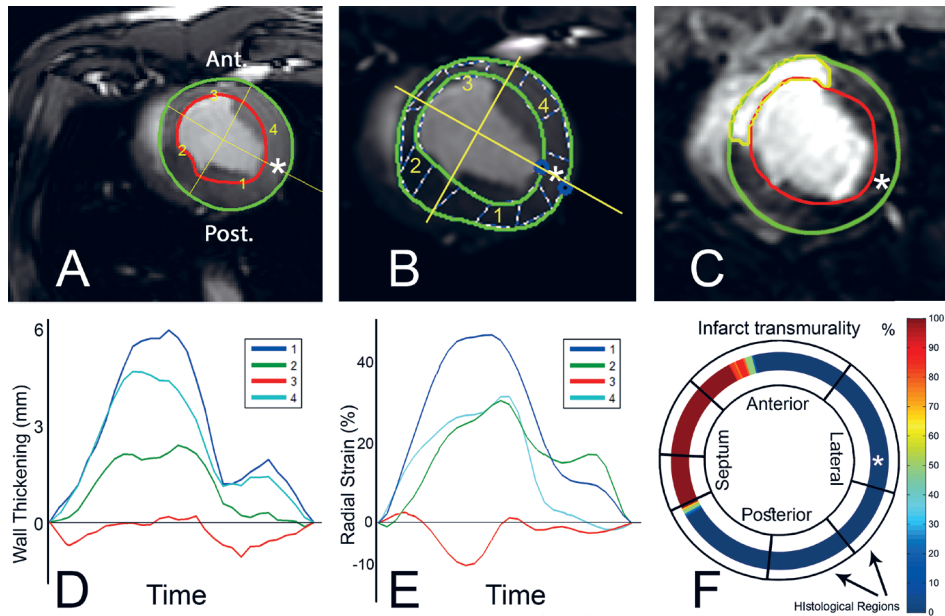 Ant.
3
4
2
*
1
Post.
A
3
4
2
*
1
B
*
C
6
3
0
Wall Thickening (mm)
1
2
3
4
D
Time
40
20
0
-10
Radial Strain (%)
1
2
3
4
E
Time
Infarct transmurality
%
Anterior
Septum
Lateral
*
Posterior
F
HIstological Regions
100
90
80
70
60
50
40
30
20
10
0